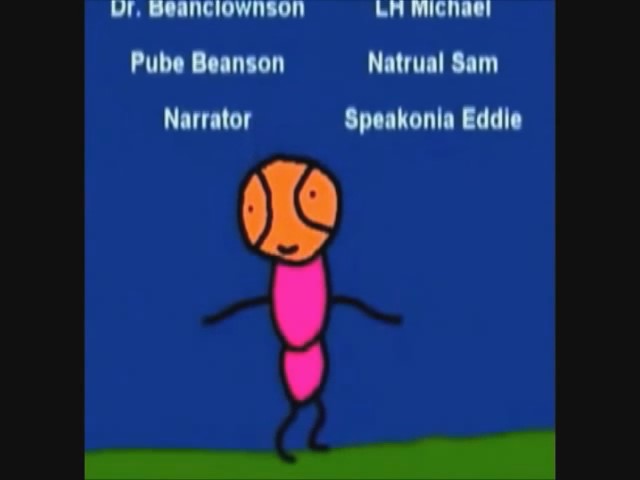 Dr. Beanclownson LH Michael
Pube Beanson Natrual Sam
Narrator Speakonia Eddie